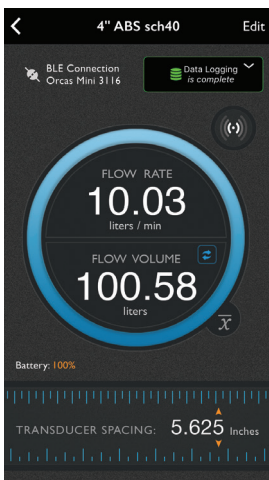 4" ABS sch40 Edit
BLE Connection
Orcas Mini 3116
Data Logging
is complete
FLOW RATE
10.03
liters / min
FLOW VOLUME
100.58
liters
x̅
Battery: 100%
TRANSDUCER SPACING: 5.625 Inches